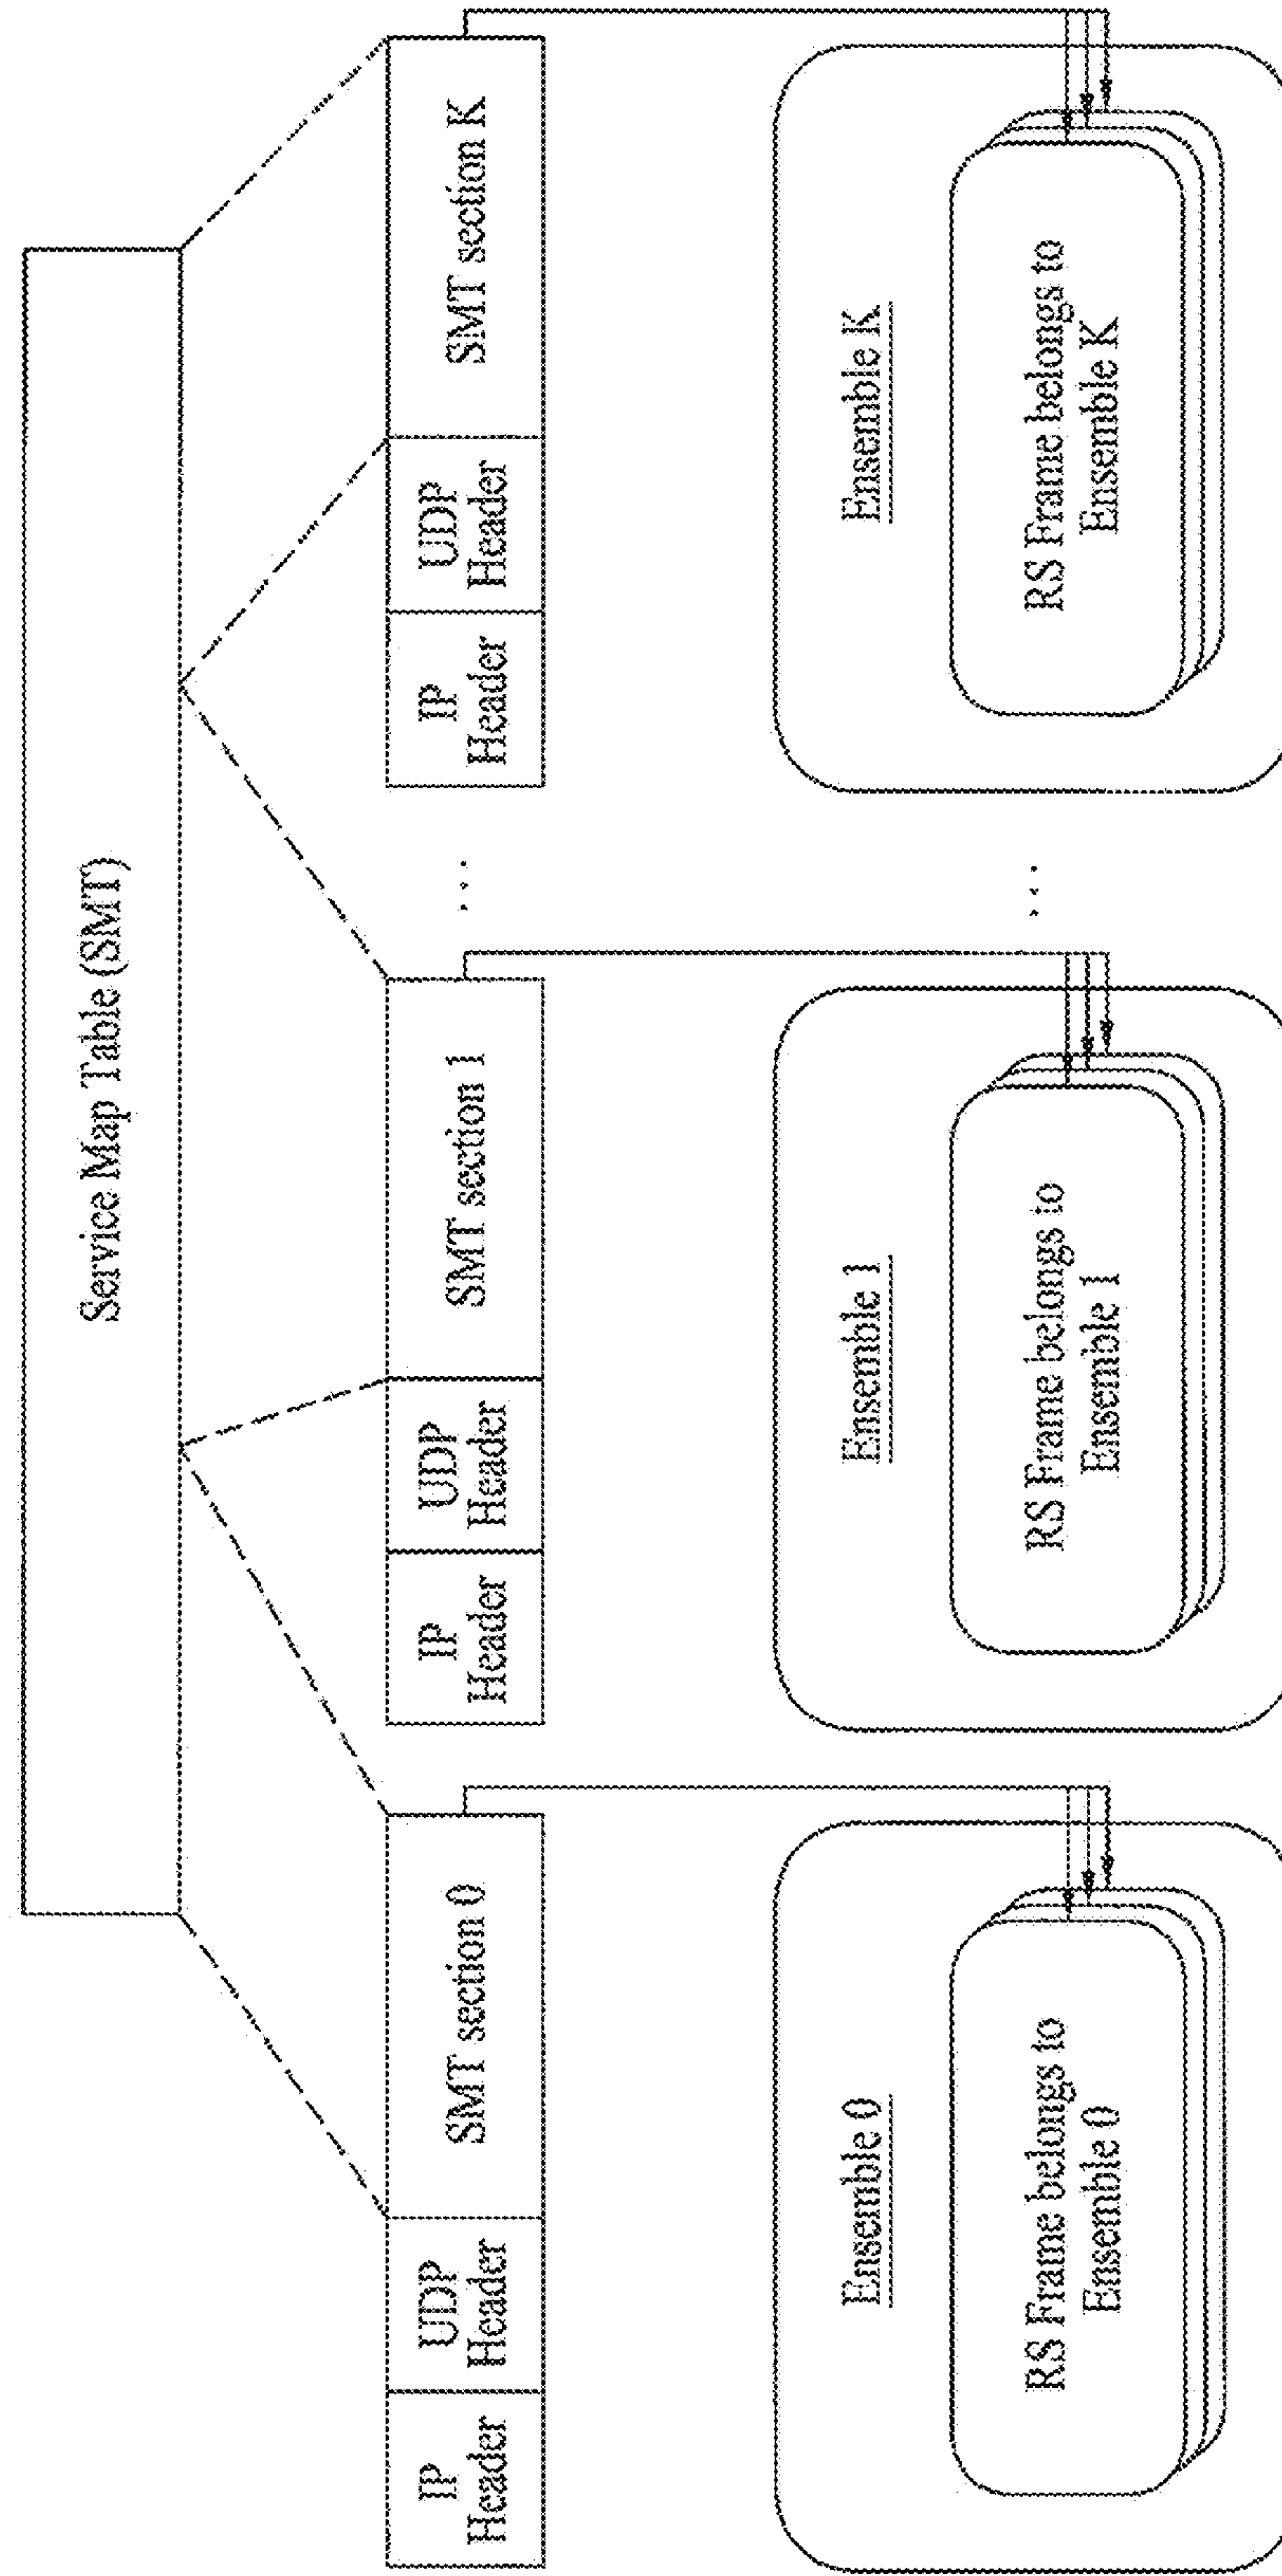 Service Map Table (SMT)
IP
Header
UDP
Header
SMT section 0
IP
Header
UDP
Header
SMT section 1
...
IP
Header
UDP
Header
SMT section K
Ensemble 0
RS Frame belongs to
Ensemble 0
Ensemble 1
RS Frame belongs to
Ensemble 1
...
Ensemble K
RS Frame belongs to
Ensemble K